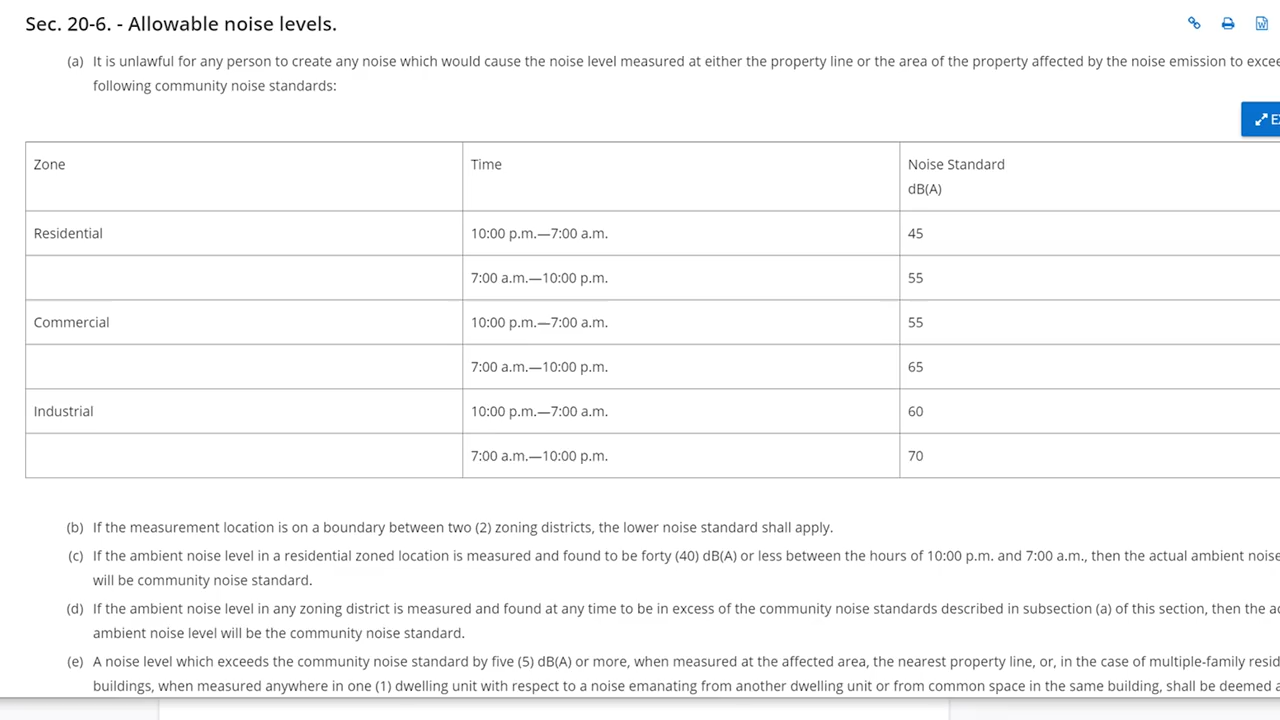 Sec. 20-6. - Allowable noise levels.
(a) It is unlawful for any person to create any noise which would cause the noise level measured at either the property line or the area of the property affected by the noise emission to
following community noise standards:
Zone Time Noise Standard
dB(A)
Residential 10:00 p.m.—7:00 a.m. 45
7:00 a.m.—10:00 p.m. 55
Commercial 10:00 p.m.—7:00 a.m. 55
7:00 a.m.—10:00 p.m. 65
Industrial 10:00 p.m.—7:00 a.m. 60
7:00 a.m.—10:00 p.m. 70
(b) If the measurement location is on a boundary between two (2) zoning districts, the lower noise standard shall apply.
(c) If the ambient noise level in a residential zoned location is measured and found to be forty (40) dB(A) or less between the hours of 10:00 p.m. and 7:00 a.m., then the actual ambient noise
will be community noise standard.
(d) If the ambient noise level in any zoning district is measured and found at any time to be in excess of the community noise standards described in subsection (a) of this section, then the
ambient noise level will be the community noise standard.
(e) A noise level which exceeds the community noise standard by five (5) dB(A) or more, when measured at the affected area, the nearest property line, or, in the case of multiple-family
buildings, when measured anywhere in one (1) dwelling unit with respect to a noise emanating from another dwelling unit or from common space in the same building, shall be deemed